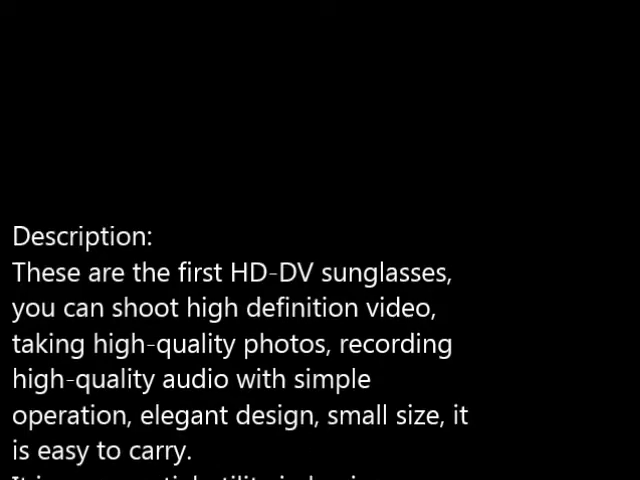 Description:
These are the first HD-DV sunglasses,
you can shoot high definition video,
taking high-quality photos, recording
high-quality audio with simple
operation, elegant design, small size, it
is easy to carry.